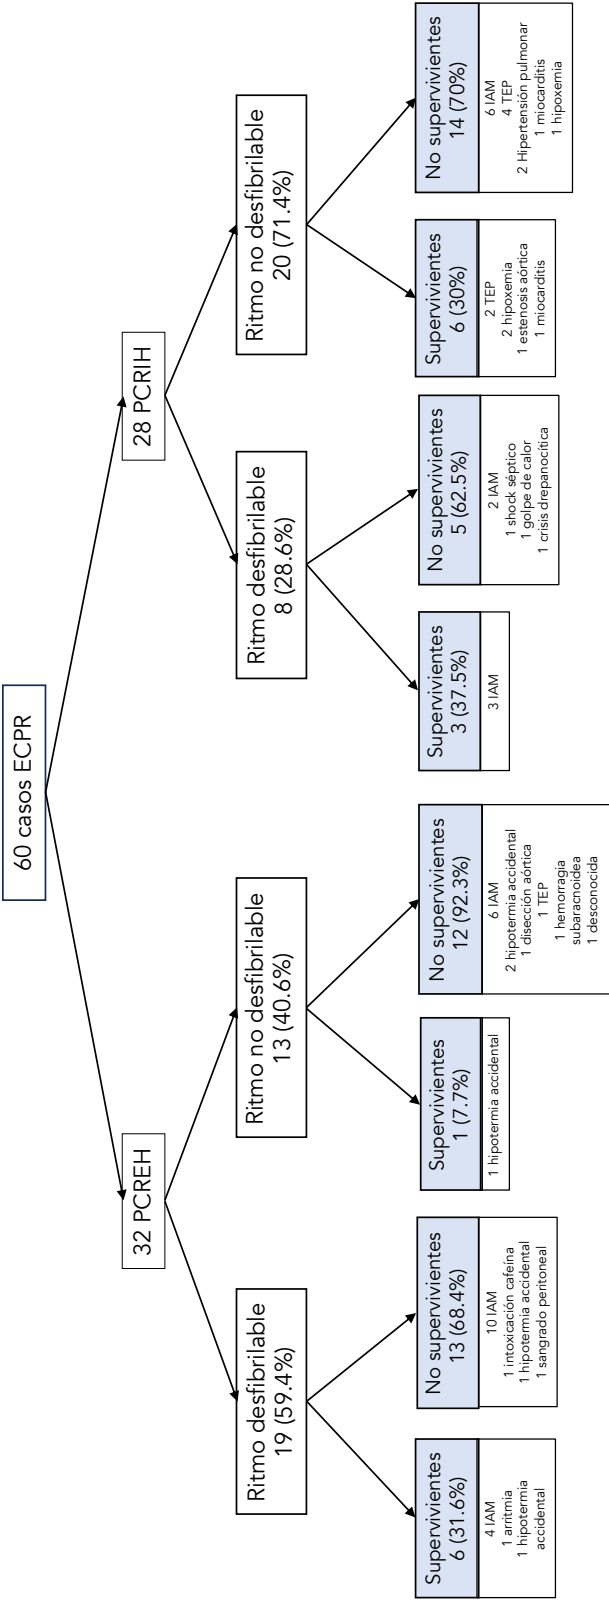 60 casos ECPR
32 PCREH
28 PCRIH
Ritmo desfibrilable
19 (59.4%)
Ritmo no desfibrilable
13 (40.6%)
Ritmo desfibrilable
8 (28.6%)
Ritmo no desfibrilable
20 (71.4%)
Supervivientes
6 (31.6%)
4 IAM
1 arritmia
1 hipotermia
accidental
No supervivientes
13 (68.4%)
10 IAM
1 intoxicación cafeína
1 hipotermia accidental
1 sangrado peritoneal
Supervivientes
1 (7.7%)
1 hipotermia accidental
No supervivientes
12 (92.3%)
6 IAM
2 hipotermia accidental
1 disección aórtica
1 TEP
1 hemorragia
subaracnoidea
1 desconocida
Supervivientes
3 (37.5%)
3 IAM
No supervivientes
5 (62.5%)
2 IAM
1 shock séptico
1 golpe de calor
1 crisis drepanocítica
Supervivientes
6 (30%)
2 TEP
2 hipoxemia
1 estenosis aórtica
1 miocarditis
No supervivientes
14 (70%)
6 IAM
4 TEP
2 Hipertensión pulmonar
1 miocarditis
1 hipoxemia